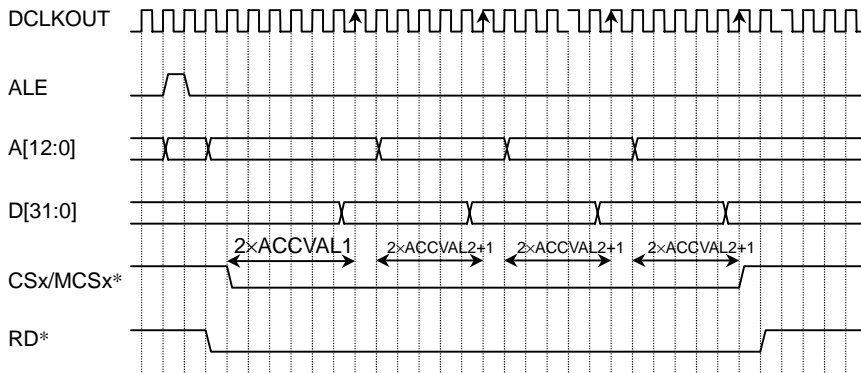 DCLKOUT
ALE
A[12:0]
D[31:0]
2×ACCVAL1 2×ACCVAL2+1 2×ACCVAL2+1 2×ACCVAL2+1
CSx/MCSx*
RD*